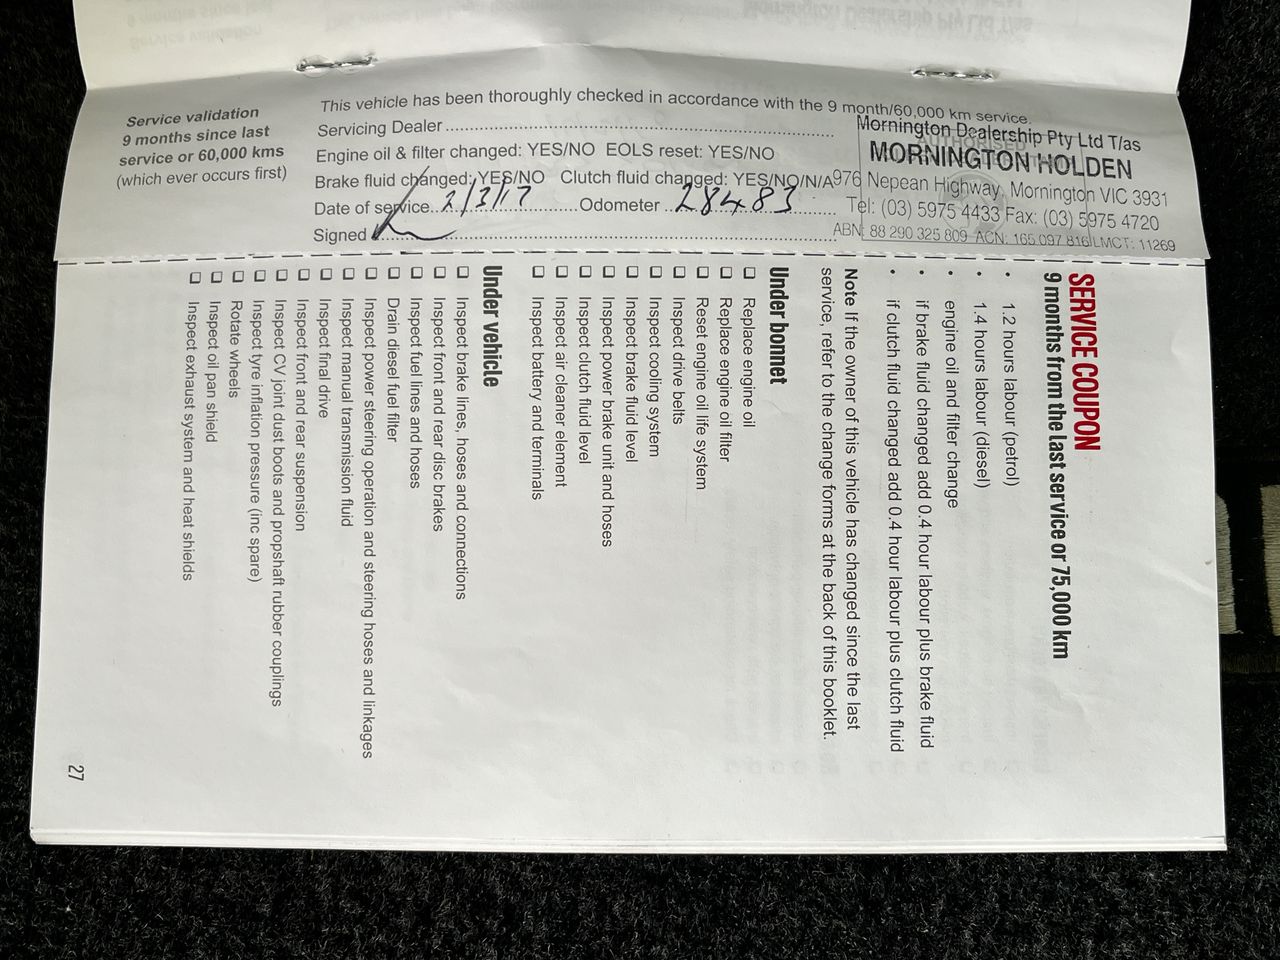 Service validation
9 months since last
service or 60,000 kms
(which ever occurs first)
This vehicle has been thoroughly checked in accordance with the 9 month/60,000 km service.
Servicing Dealer
Engine oil & filter changed: YES/NO EOLS reset: YES/NO
Brake fluid changed: YES/NO Clutch fluid changed: YES/NO/N/A
Date of service 2/3/17 Odometer 28483
Signed
Mornington Dealership Pty Ltd T/as
MORNINGTON HOLDEN
976 Nepean Highway, Mornington VIC 3931
Tel: (03) 5975 4433 Fax: (03) 5975 4720
ABN: 88 290 325 809 ACN: 165 097 816 LMCT: 11269
SERVICE COUPON
9 months from the last service or 75,000 km
• 1.2 hours labour (petrol)
• 1.4 hours labour (diesel)
• engine oil and filter change
• if brake fluid changed add 0.4 hour labour plus brake fluid
• if clutch fluid changed add 0.4 hour labour plus clutch fluid
Note If the owner of this vehicle has changed since the last
service, refer to the change forms at the back of this booklet.
Under bonnet
☐ Replace engine oil
☐ Replace engine oil filter
☐ Reset engine oil life system
☐ Inspect drive belts
☐ Inspect cooling system
☐ Inspect brake fluid level
☐ Inspect power brake unit and hoses
☐ Inspect clutch fluid level
☐ Inspect air cleaner element
☐ Inspect battery and terminals
Under vehicle
☐ Inspect brake lines, hoses and connections
☐ Inspect front and rear disc brakes
☐ Inspect fuel lines and hoses
☐ Drain diesel fuel filter
☐ Inspect power steering operation and steering hoses and linkages
☐ Inspect manual transmission fluid
☐ Inspect final drive
☐ Inspect front and rear suspension
☐ Inspect CV joint dust boots and propshaft rubber couplings
☐ Inspect tyre inflation pressure (inc spare)
☐ Rotate wheels
☐ Inspect oil pan shield
☐ Inspect exhaust system and heat shields
27